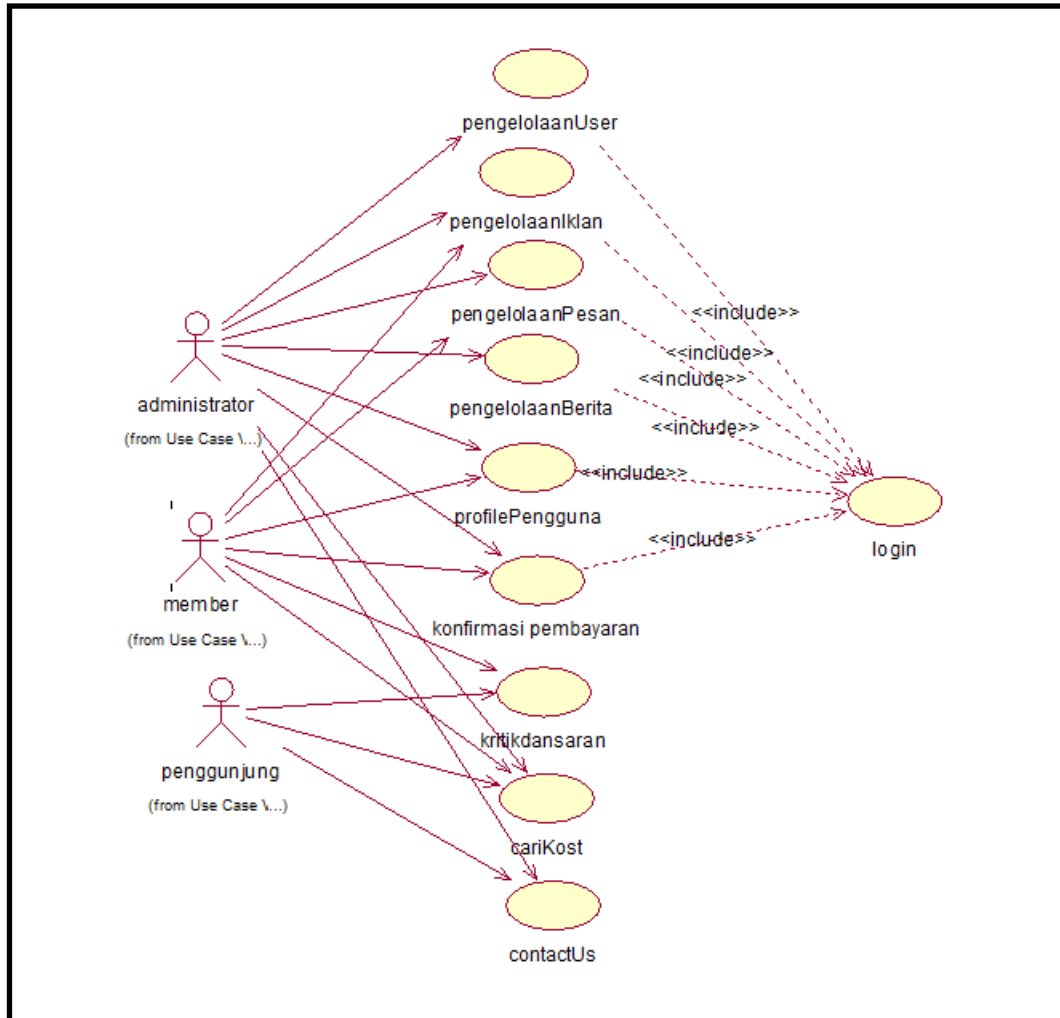 pengelolaanUser
pengelolaanIklan
pengelolaanPesan
<<include>>
<<include>>
<<include>>
administrator
(from Use Case \...)
pengelolaanBerita
<<include>>
<<include>>
profilePengguna
login
<<include>>
member
(from Use Case \...)
konfirmasi pembayaran
kritikdansaran
penggunjung
(from Use Case \...)
cariKost
contactUs